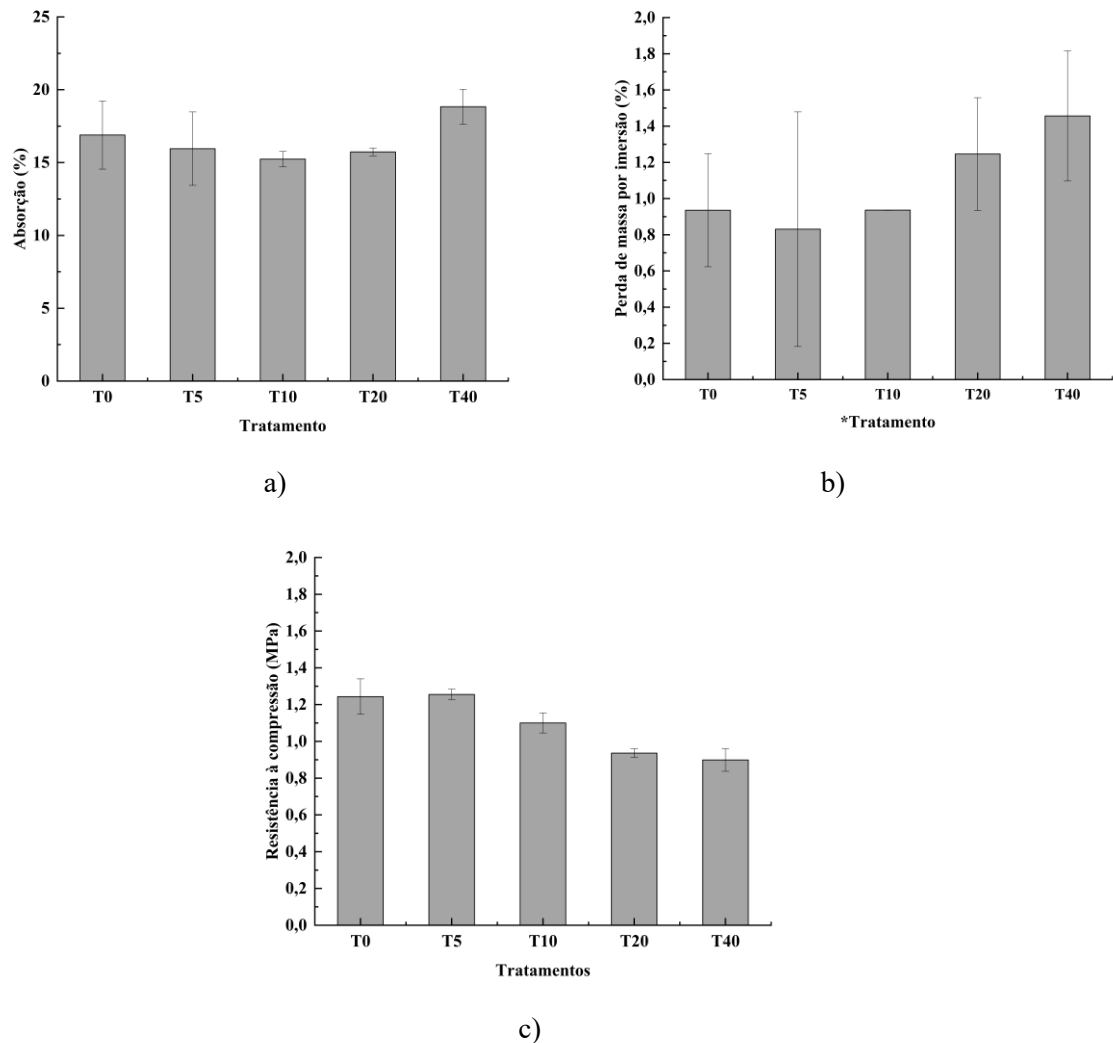 25
20
15
10
5
0
Absorção (%)
T0 T5 T10 T20 T40
Tratamento
a)
2,0
1,8
1,6
1,4
1,2
1,0
0,8
0,6
0,4
0,2
0,0
Perda de massa por imersão (%)
T0 T5 T10 T20 T40
*Tratamento
b)
2,0
1,8
1,6
1,4
1,2
1,0
0,8
0,6
0,4
0,2
0,0
Resistência à compressão (MPa)
T0 T5 T10 T20 T40
Tratamentos
c)